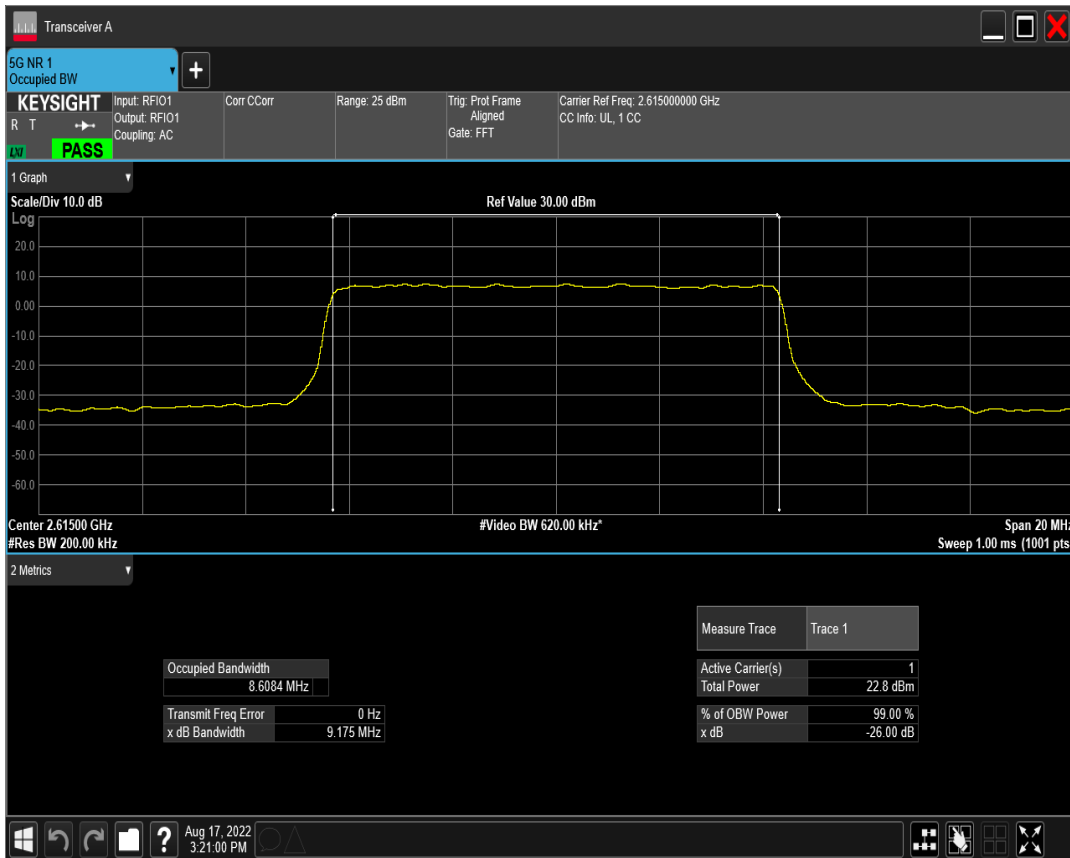 Transceiver A
5G NR 1
Occupied BW
KEYSIGHT
R T
LXI
PASS
Input: RFIO1
Output: RFIO1
Coupling: AC
Corr CCorr
Range: 25 dBm
Trig: Prot Frame
Aligned
Gate: FFT
Carrier Ref Freq: 2.615000000 GHz
CC Info: UL, 1 CC
1 Graph
Scale/Div 10.0 dB
Ref Value 30.00 dBm
Log
20.0
10.0
0.00
-10.0
-20.0
-30.0
-40.0
-50.0
-60.0
Center 2.61500 GHz
#Video BW 620.00 kHz*
Span 20 MHz
#Res BW 200.00 kHz
Sweep 1.00 ms (1001 pts
2 Metrics
Measure Trace Trace 1
Occupied Bandwidth
8.6084 MHz
Active Carrier(s) 1
Total Power 22.8 dBm
Transmit Freq Error 0 Hz
x dB Bandwidth 9.175 MHz
% of OBW Power 99.00 %
x dB -26.00 dB
?
Aug 17, 2022
3:21:00 PM